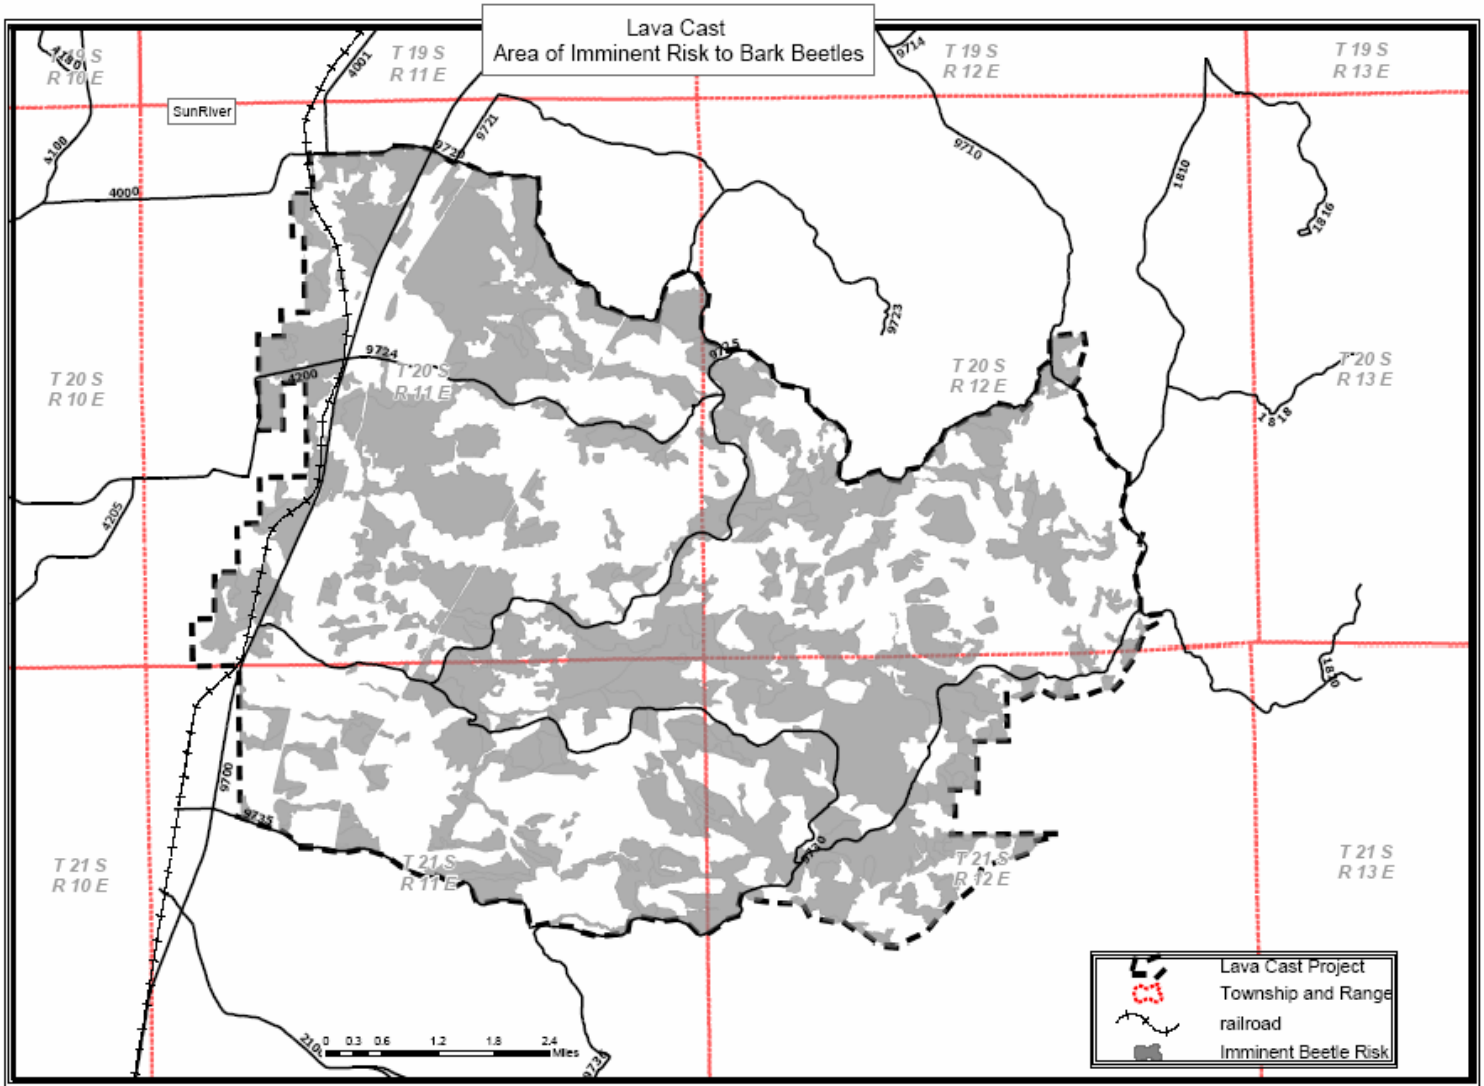 Lava Cast
Area of Imminent Risk to Bark Beetles
T 19 S
R 10 E
T 19 S
R 11 E
T 19 S
R 12 E
T 19 S
R 13 E
4180
4001
9714
SunRiver
4100
9720
9721
9710
1810
4000
1816
9723
9724
4200
9715
T 20 S
R 10 E
T 20 S
R 11 E
T 20 S
R 12 E
T 20 S
R 13 E
1818
4205
1810
9700
9735
9730
T 21 S
R 10 E
T 21 S
R 11 E
T 21 S
R 12 E
T 21 S
R 13 E
Lava Cast Project
Township and Range
railroad
Imminent Beetle Risk
0 0.3 0.6 1.2 1.8 2.4
Miles